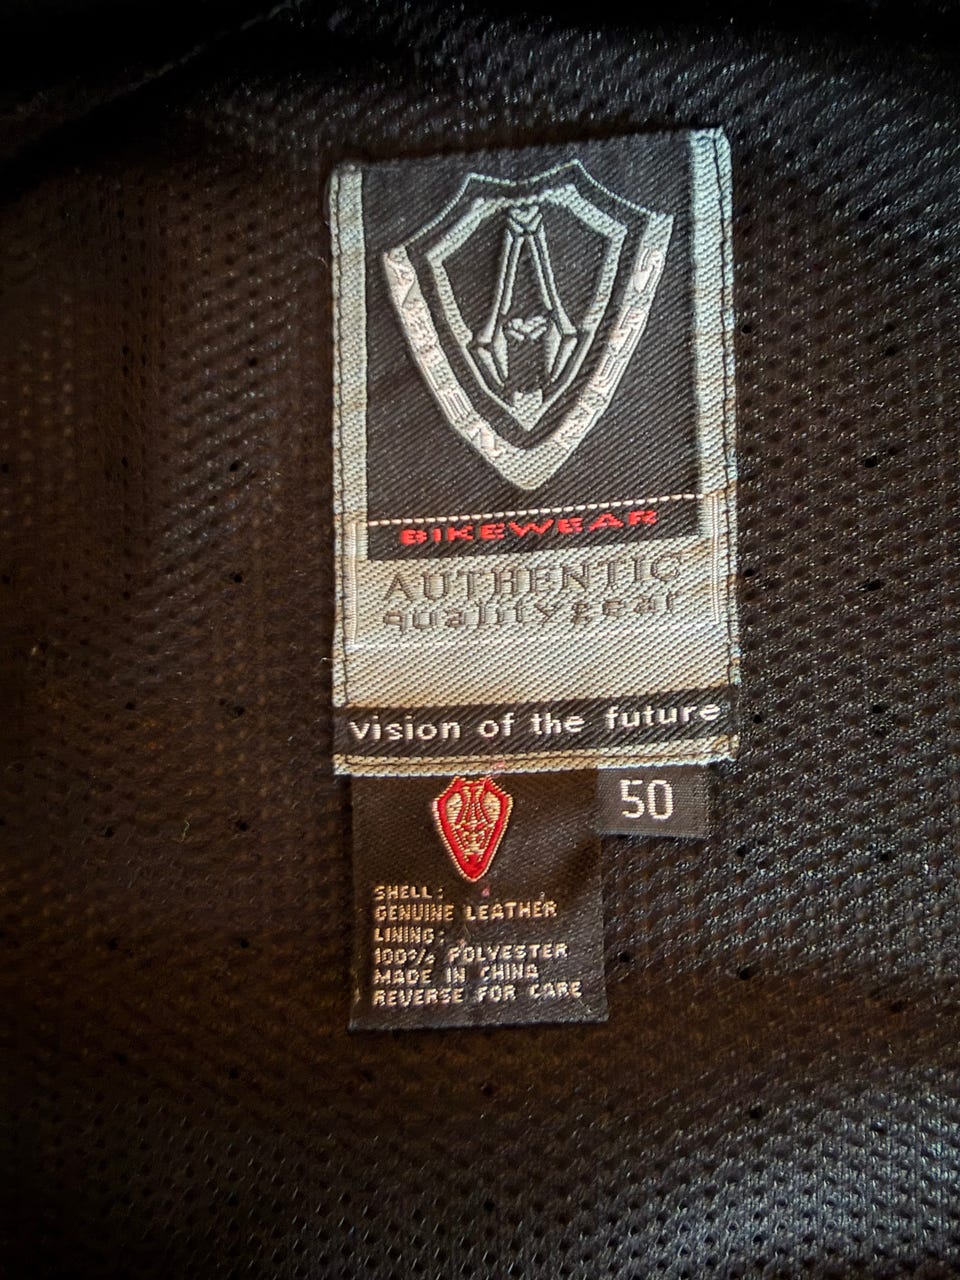 BIKEWEAR
AUTHENTIC
qualitygear
vision of the future
50
SHELL:
GENUINE LEATHER
LINING:
100% POLYESTER
MADE IN CHINA
REVERSE FOR CARE